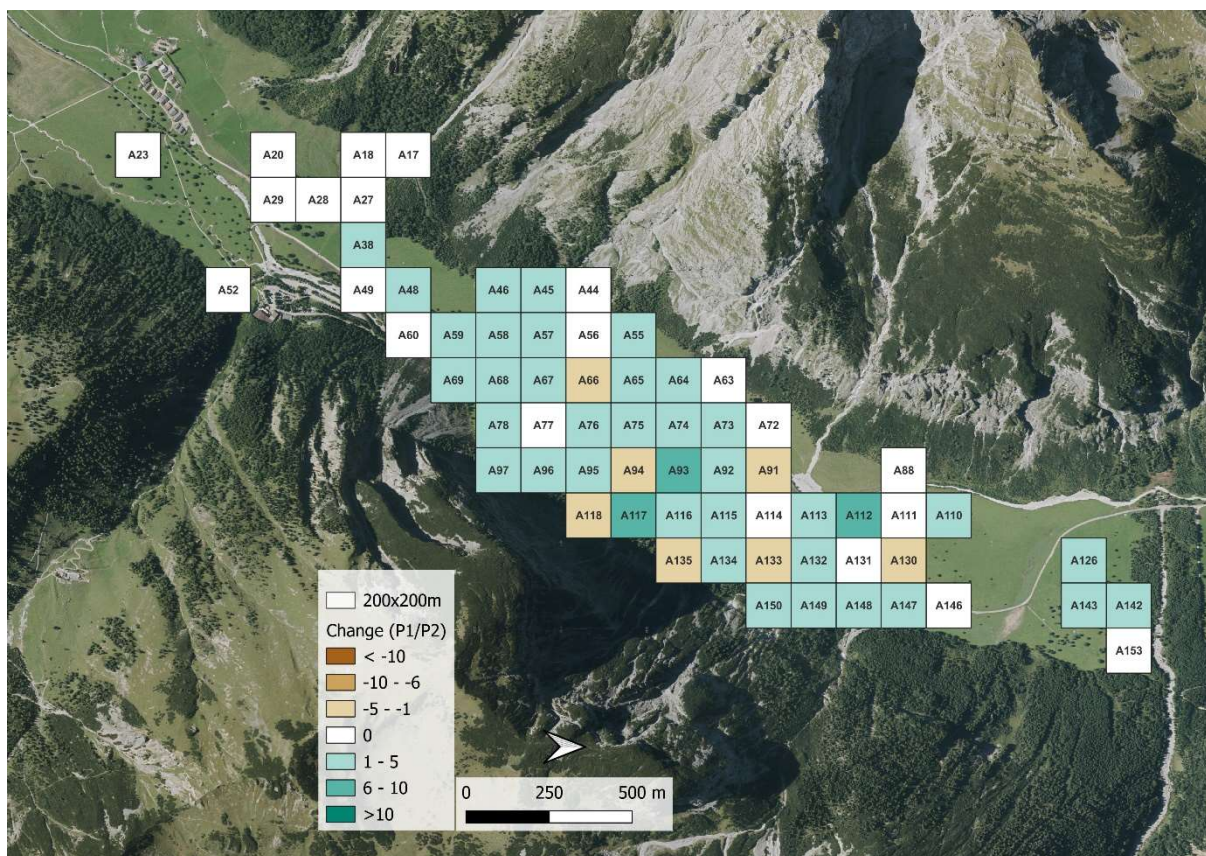 A23 A20 A18 A17
A29 A28 A27
A38
A52 A49 A48 A46 A45 A44
A60 A59 A58 A57 A56 A55
A69 A68 A67 A66 A65 A64 A63
A78 A77 A76 A75 A74 A73 A72
A97 A96 A95 A94 A93 A92 A91 A88
A118 A117 A116 A115 A114 A113 A112 A111 A110
A135 A134 A133 A132 A131 A130 A126
A150 A149 A148 A147 A146 A143 A142
A153
200x200m
Change (P1/P2)
< -10
-10 - -6
-5 - -1
0
1 - 5
6 - 10
>10
0 250 500 m